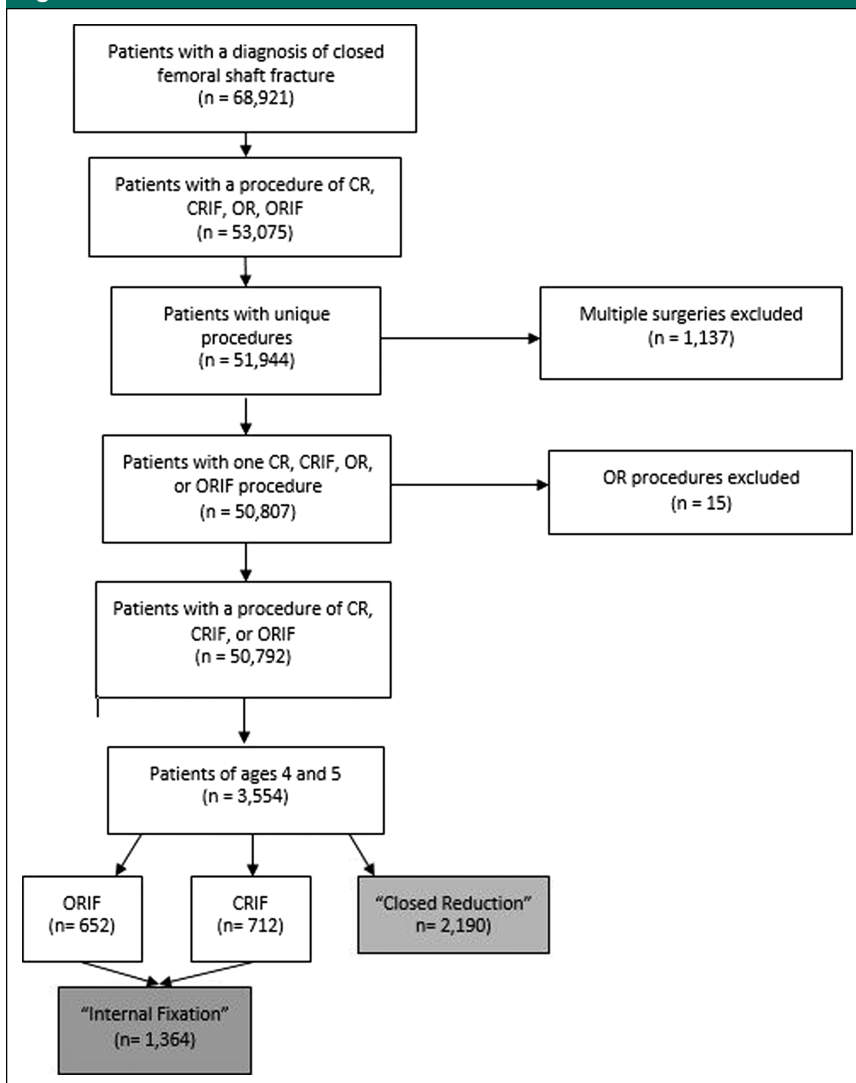 Patients with a diagnosis of closed
femoral shaft fracture
(n = 68,921)
Patients with a procedure of CR,
CRIF, OR, ORIF
(n = 53,075)
Patients with unique
procedures
(n = 51,944)
Multiple surgeries excluded
(n = 1,137)
Patients with one CR, CRIF, OR,
or ORIF procedure
(n = 50,807)
OR procedures excluded
(n = 15)
Patients with a procedure of CR,
CRIF, or ORIF
(n = 50,792)
Patients of ages 4 and 5
(n = 3,554)
ORIF
(n= 652)
CRIF
(n= 712)
“Closed Reduction”
n= 2,190)
“Internal Fixation”
(n= 1,364)